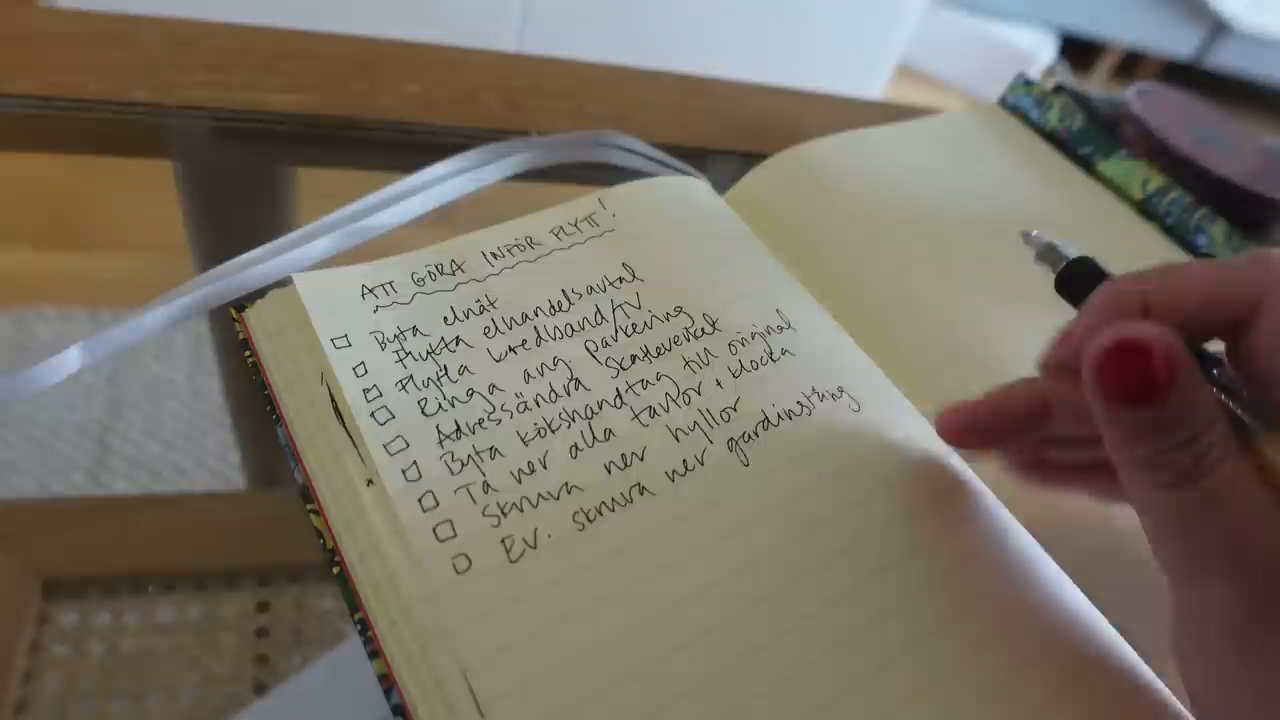 ATT GÖRA INFÖR FLYTT!
Byta elnät
Flytta elhandelsavtal
Flytta bredband/TV
Ringa ang. parkering
Adressändra Skatteverket
Byta kökshandtag till original
Ta ner alla tavlor + klocka
Skruva ner hyllor
Ev. skruva ner gardinstång